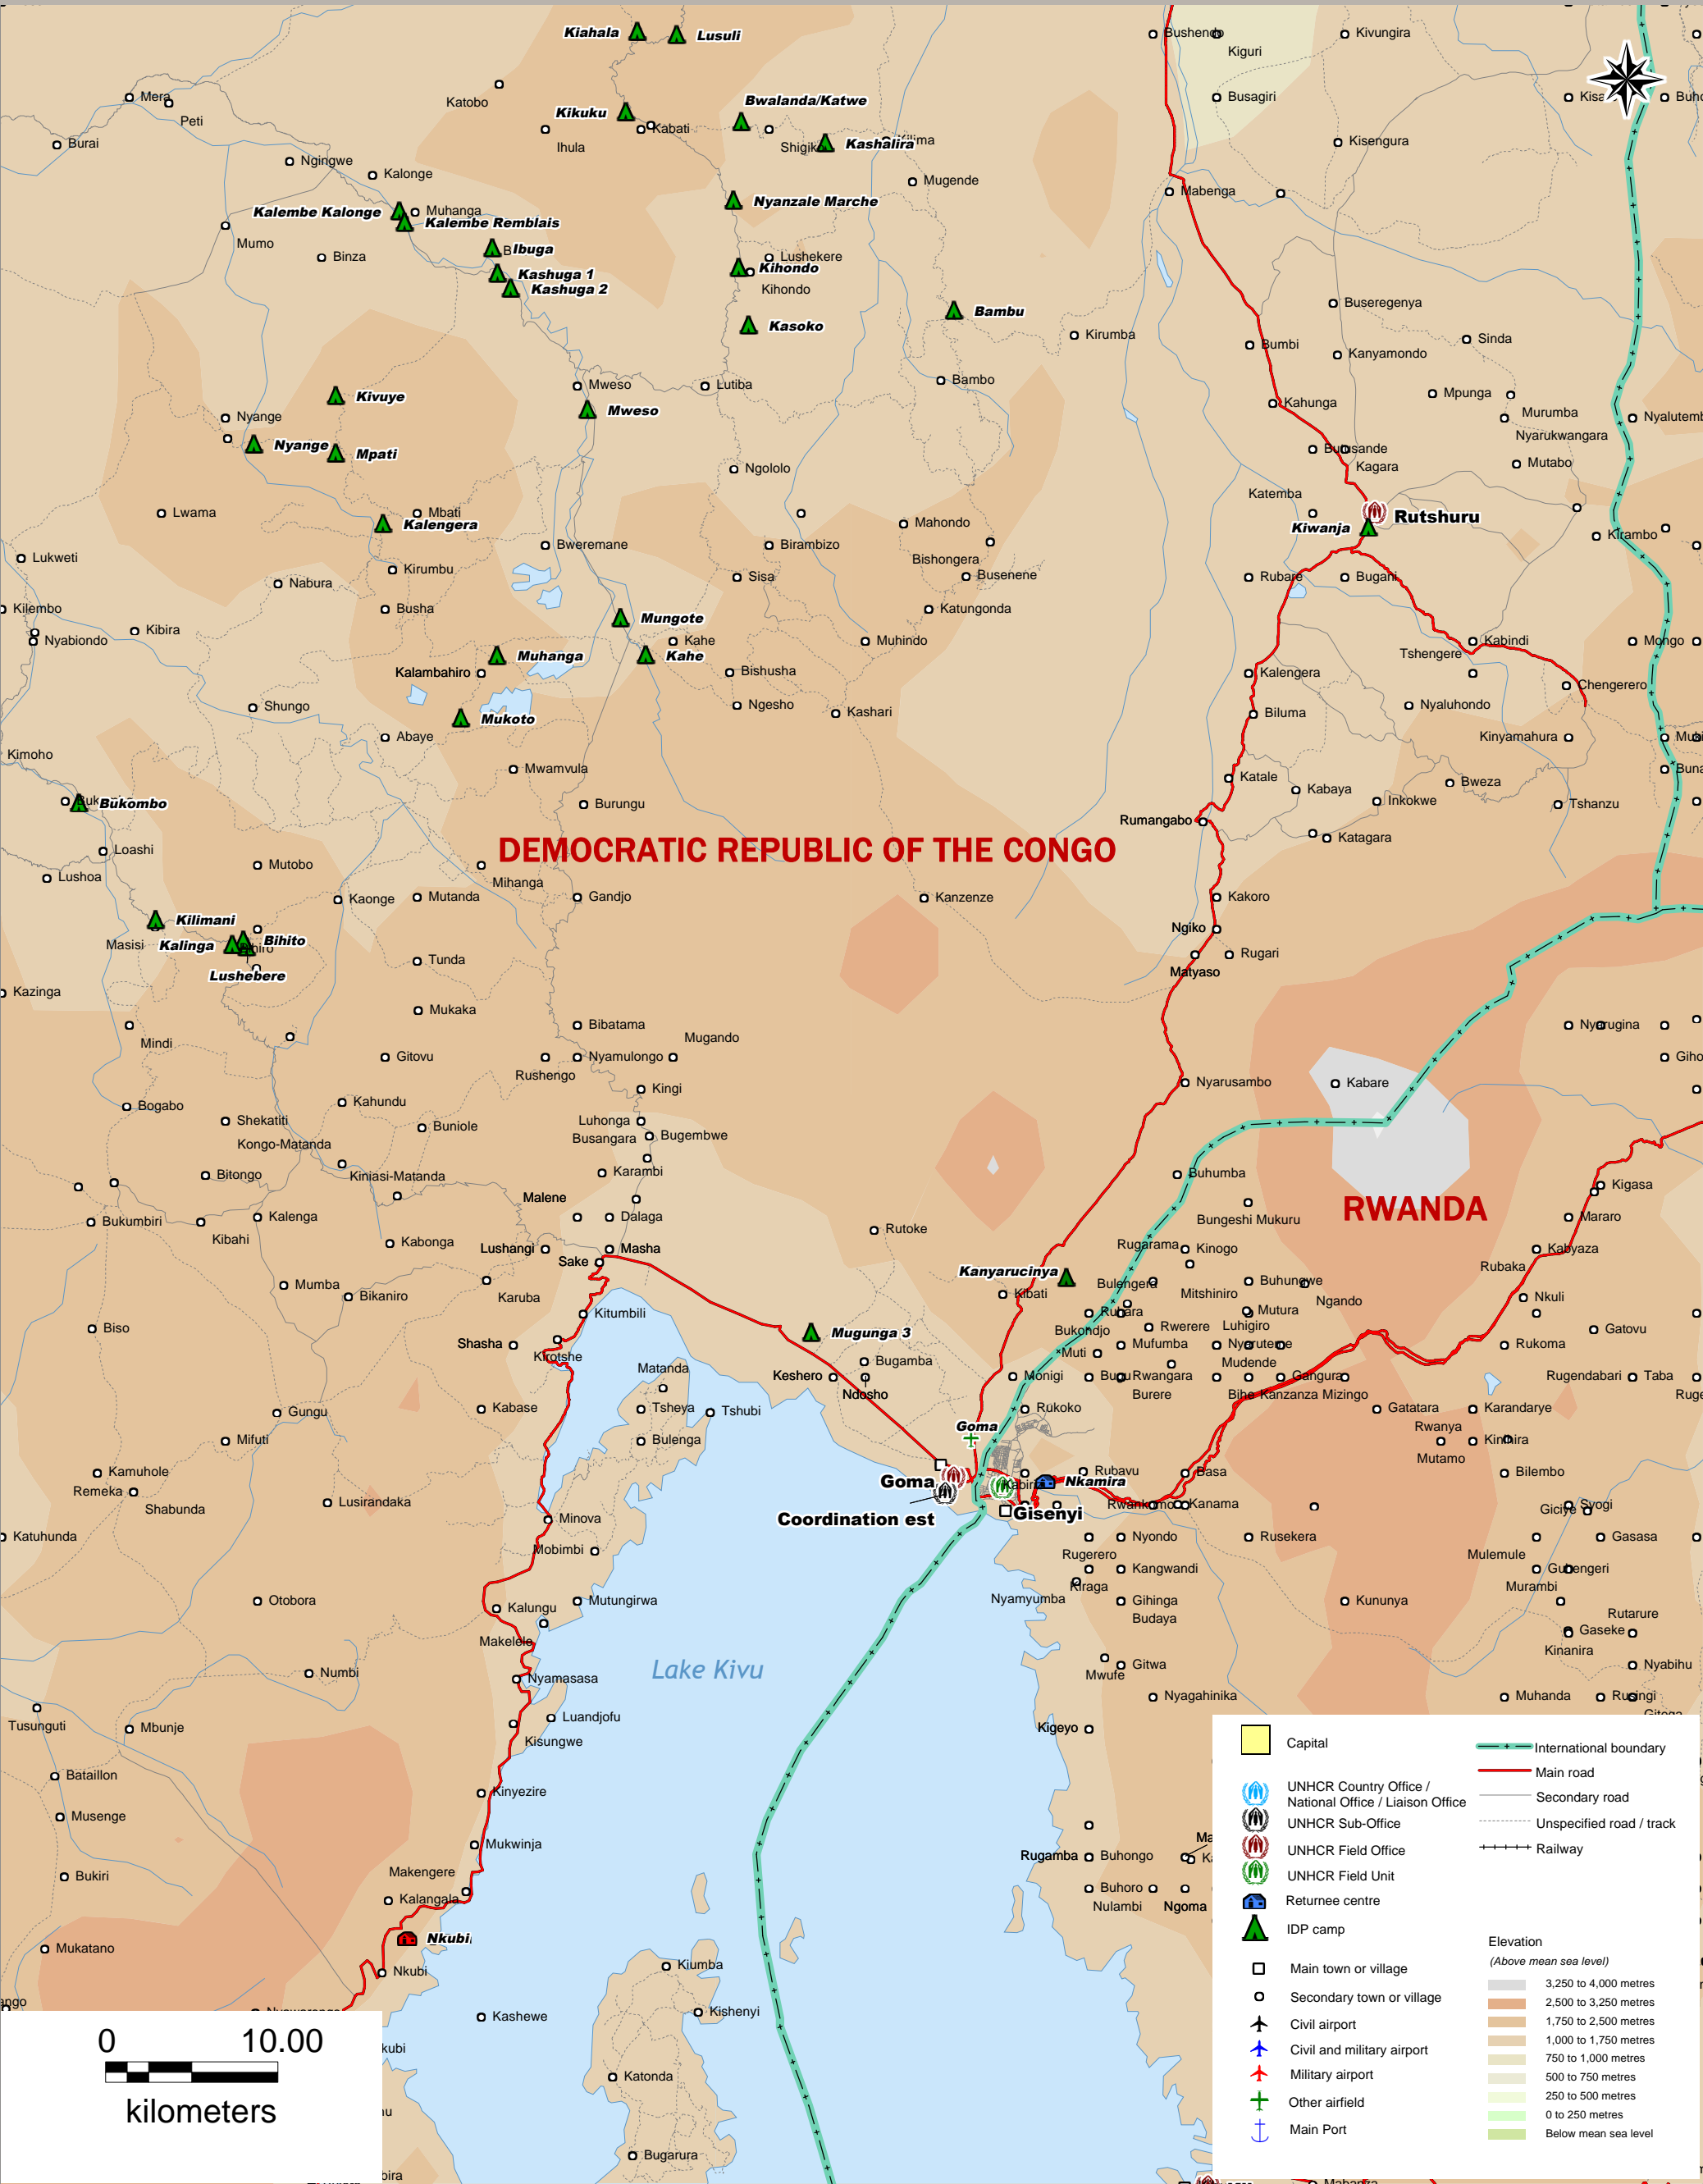 Kiahala
Lusuli
Bushendo
Kiguri
Kivungira
Mera
Peti
Katobo
Bwalanda/Katwe
Busagiri
Burai
Kikuku
Kabati
Ihula
Kashalira
Kisengura
Ngingwe
Kalonge
Mugende
Mabenga
Nyanzale Marche
Kalembe Kalonge
Muhanga
Kalembe Remblais
Mumo
Binza
Ibuga
Lushekere
Kashuga 1
Kihondo
Kashuga 2
Kihondo
Buseregenya
Kasoko
Bambu
Kirumba
Bumbi
Sinda
Kanyamondo
Mweso
Lutiba
Bambo
Mpunga
Kivuye
Mweso
Kahunga
Murumba
Nyange
Nyarukwangara
Nyange
Mpati
Ngololo
Kagara
Mutabo
Katemba
Lwama
Mbati
Kalengera
Mahondo
Kiwanja
Rutshuru
Kirambo
Lukweti
Bweremane
Birambizo
Bishongera
Kirumbu
Sisa
Busenene
Rubare
Bugani
Nabura
Kilembo
Busha
Mungote
Katungonda
Nyabiondo
Kibira
Kahe
Muhindo
Kabindi
Mongo
Muhanga
Kahe
Tshengere
Kalambahiro
Bishusha
Kalengera
Chengerero
Shungo
Mukoto
Ngesho
Kashari
Biluma
Nyaluhondo
Kimoho
Abaye
Kinyamahura
Mwamvula
Katale
Kabaya
Bweza
Bukombo
Burungu
Inkokwe
Tshanzu
Rumangabo
Katagara
DEMOCRATIC REPUBLIC OF THE CONGO
Loashi
Mutobo
Lushoa
Mihanga
Kaonge
Mutanda
Gandjo
Kanzenze
Kakoro
Kilimani
Masisi
Kalinga
Bihito
Ngiko
Rugari
Lushebere
Tunda
Matyaso
Kazinga
Mukaka
Mindi
Bibatama
Mugando
Nyarugina
Gitovu
Nyamulongo
Rushengo
Kingi
Nyarusambo
Kabare
Bogabo
Kahundu
Shekatiti
Buniole
Luhonga
Busangara
Bugembwe
Kongo-Matanda
Bitongo
Kiniasi-Matanda
Karambi
Buhumba
Kigasa
Malene
RWANDA
Bukumbiri
Kalenga
Dalaga
Bungeshi Mukuru
Mararo
Kibahi
Kabonga
Rutoke
Lushangi
Masha
Rugarama
Kinogo
Kabyaza
Sake
Rubaka
Mumba
Karuba
Kanyarucinya
Kibati
Bulengera
Buhungwe
Mitshiniro
Ngando
Nkuli
Bikaniro
Kitumbili
Ruhara
Mutura
Biso
Mugunga 3
Bukondjo
Rwerere
Luhigiro
Gatovu
Shasha
Kirotshe
Muti
Mufumba
Nyaruteme
Rukoma
Bugamba
Mudende
Matanda
Keshero
Ndosho
Monigi
Rwangara
Gangura
Rugendabari
Taba
Burere
Bihe
Kanzanza
Mizingo
Gungu
Kabase
Tsheya
Tshubi
Rukoko
Gatatara
Karandarye
Mifuti
Bulenga
Goma
Rwanya
Mutamo
Kamuhole
Goma
Nkamira
Rubavu
Basa
Bilembo
Remeka
Shabunda
Lusirandaka
Minova
Coordination est
Gisenyi
Kanama
Giciye
Syogi
Katuhunda
Mobimbi
Nyondo
Rusekera
Gasasa
Rugerero
Mulemule
Kangwandi
Kiraga
Murambi
Otobora
Mutungirwa
Kalungu
Nyamyumba
Gihinga
Budaya
Kununya
Rutarure
Makelele
Gaseke
Kinanira
Numbi
Lake Kivu
Nyamasasa
Gitwa
Mwufe
Nyabihu
Tusunguti
Mbunje
Luandjofu
Nyagahinika
Muhanda
Kisungwe
Kigeyo
Capital
International boundary
Bataillon
Main road
Kinyezire
UNHCR Country Office /
National Office / Liaison Office
Secondary road
Musenge
UNHCR Sub-Office
Unspecified road / track
Mukwinja
UNHCR Field Office
Railway
Bukiri
Makengere
Rugamba
Buhongo
UNHCR Field Unit
Kalangala
Buhoro
Returnee centre
Nulambi
Ngoma
IDP camp
Mukatano
Nkubi
Elevation
(Above mean sea level)
Nkubi
Kiumba
Main town or village
3,250 to 4,000 metres
Secondary town or village
2,500 to 3,250 metres
Kashewe
Kishenyi
Civil airport
1,750 to 2,500 metres
0 10.00
Civil and military airport
1,000 to 1,750 metres
750 to 1,000 metres
Katonda
Military airport
500 to 750 metres
kilometers
Other airfield
250 to 500 metres
0 to 250 metres
Main Port
Below mean sea level
Bugarura